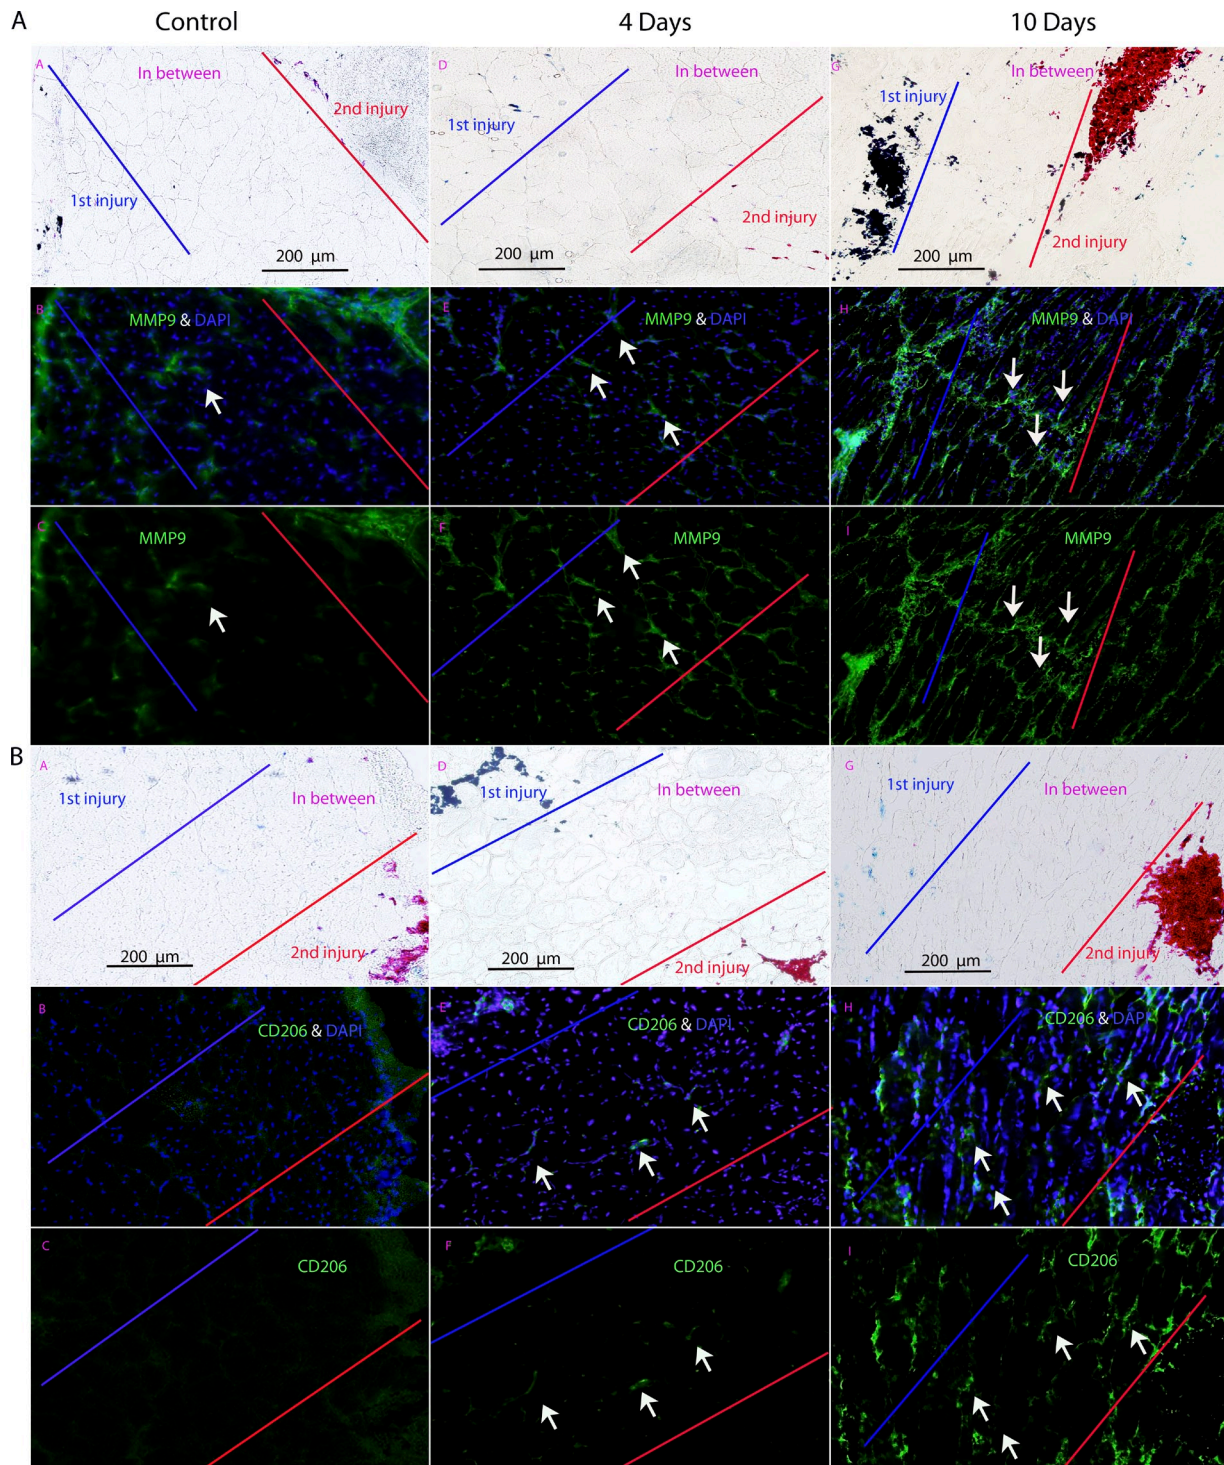 A Control 4 Days 10 Days
A In between 2nd injury 1st injury 200 µm
D In between 1st injury 2nd injury 200 µm
G In between 1st injury 2nd injury 200 µm
B MMP9 & DAPI
E MMP9 & DAPI
H MMP9 & DAPI
C MMP9
F MMP9
I MMP9
B
A 1st injury In between 2nd injury 200 µm
D 1st injury In between 2nd injury 200 µm
G 1st injury In between 2nd injury 200 µm
B CD206 & DAPI
E CD206 & DAPI
H CD206 & DAPI
C CD206
F CD206
I CD206